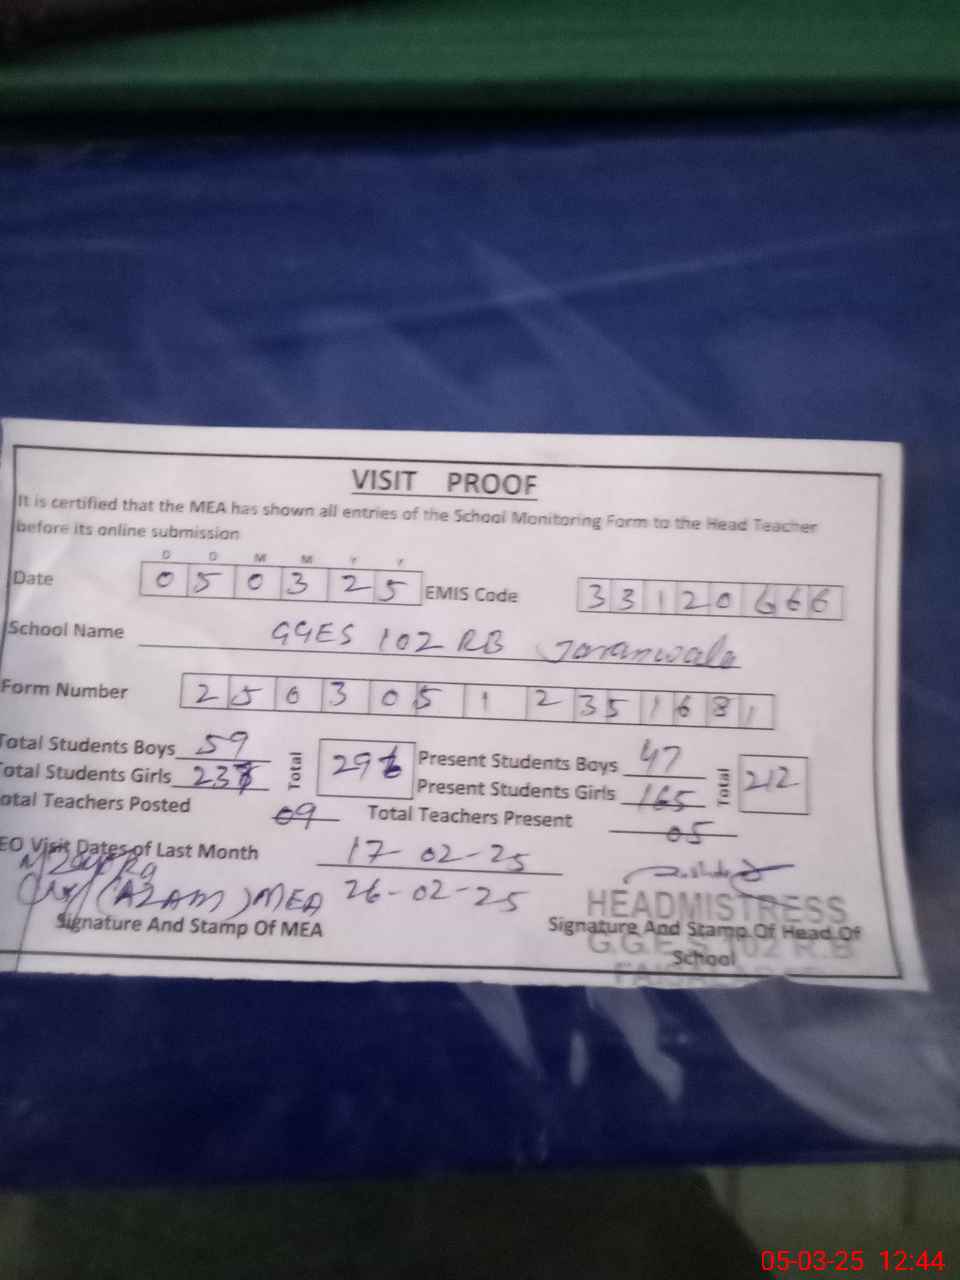 VISIT PROOF
It is certified that the MEA has shown all entries of the School Monitoring Form to the Head Teacher
before its online submission
D D M M Y Y
Date 0 5 0 3 2 5 EMIS Code 3 3 1 2 0 6 6 6
School Name GGES 102 RB Jaranwala
Form Number 2 5 0 3 0 5 1 2 3 5 1 6 8 1
Total Students Boys 59 Total Present Students Boys 47 Total 212
Total Students Girls Present Students Girls 165
otal Teachers Posted 09 Total Teachers Present 05
EO Visit Dates of Last Month 17-02-25
(AZAM) MEA 26-02-25
Signature And Stamp Of MEA
HEADMISTRESS
Signature And Stamp Of Head Of
School
G.G.E.S 102 R.B
05-03-25 12:44